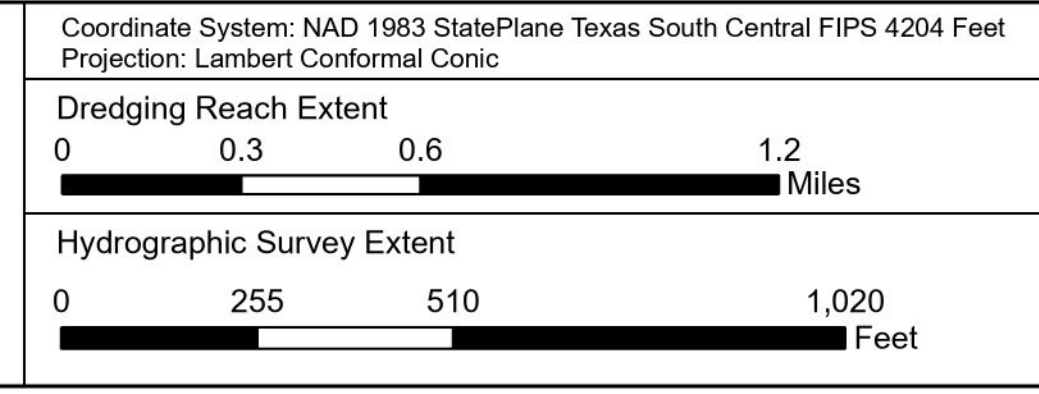 Coordinate System: NAD 1983 StatePlane Texas South Central FIPS 4204 Feet
Projection: Lambert Conformal Conic
Dredging Reach Extent
0 0.3 0.6 1.2
Miles
Hydrographic Survey Extent
0 255 510 1,020
Feet